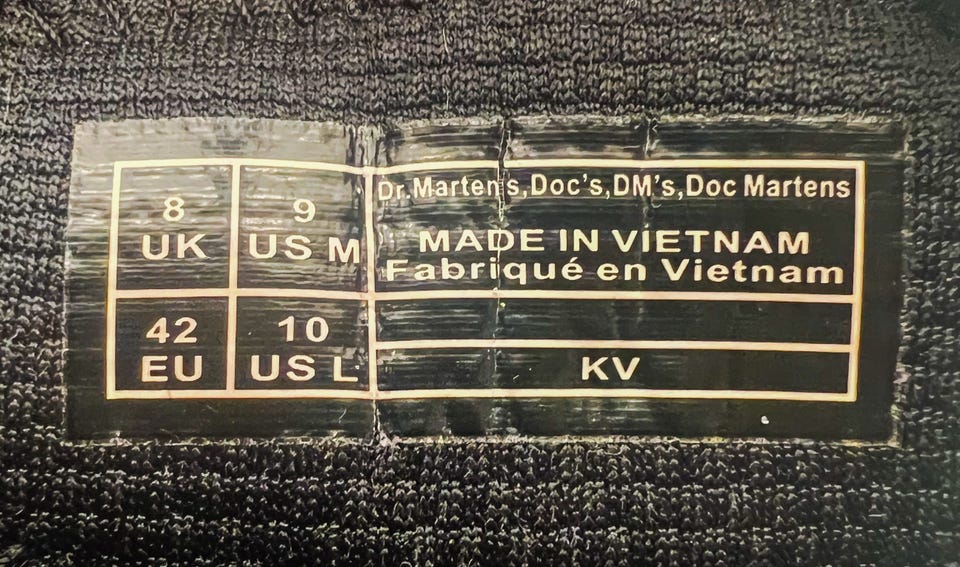 8
UK
9
US M
42
EU
10
US L
Dr.Martens,Doc's,DM's,Doc Martens
MADE IN VIETNAM
Fabriqué en Vietnam
KV